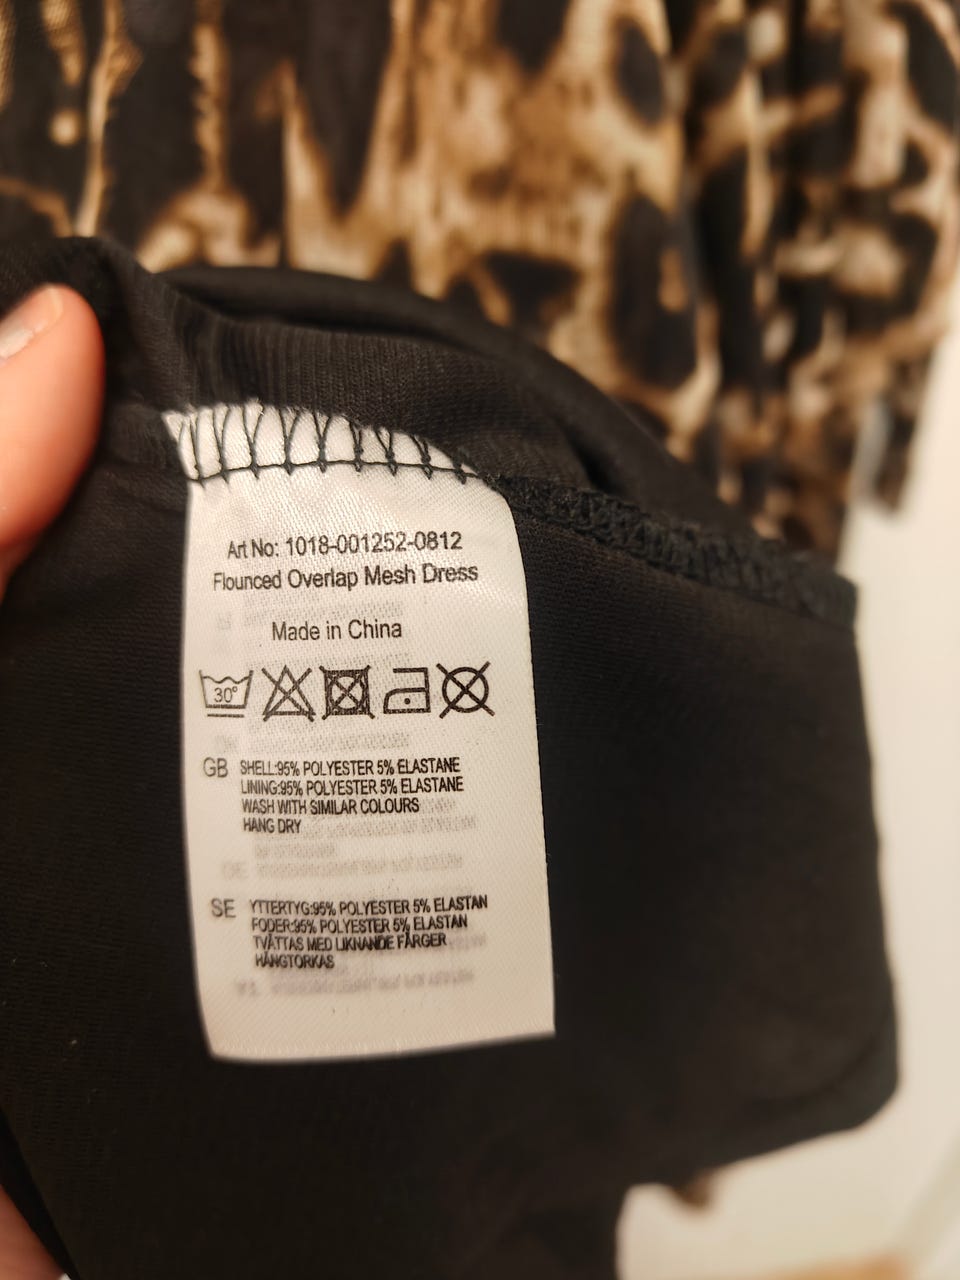 Art No: 1018-001252-0812
Flounced Overlap Mesh Dress
Made in China
30°
GB SHELL:95% POLYESTER 5% ELASTANE
LINING:95% POLYESTER 5% ELASTANE
WASH WITH SIMILAR COLOURS
HANG DRY
SE YTTERTYG:95% POLYESTER 5% ELASTAN
FODER:95% POLYESTER 5% ELASTAN
TVÄTTAS MED LIKNANDE FÄRGER
HÄNGTORKAS